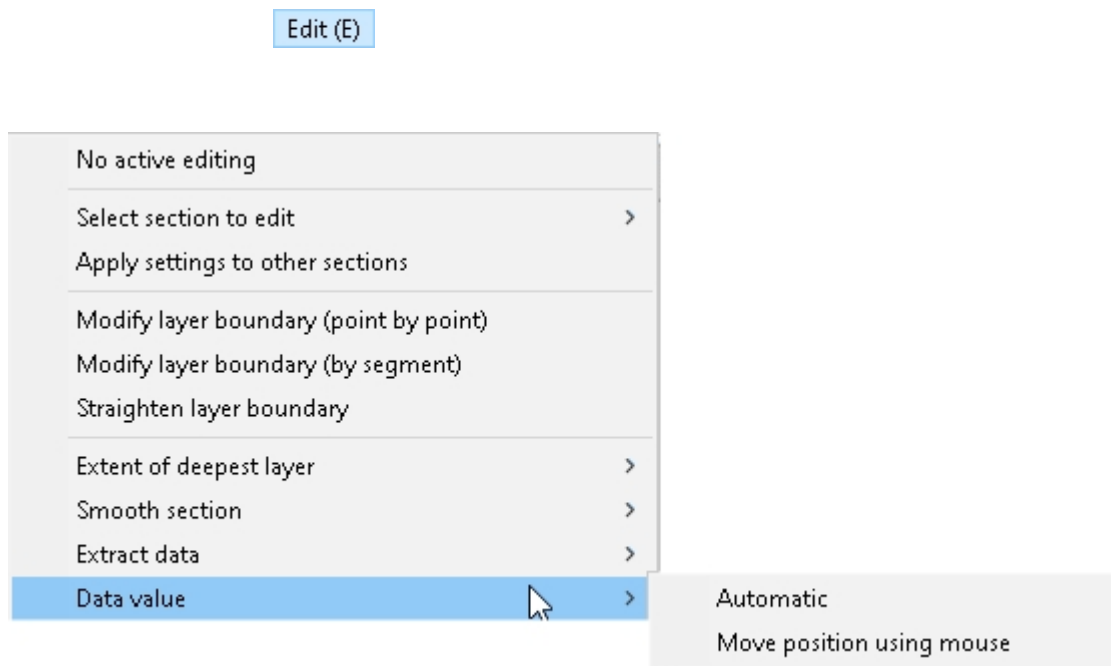 Edit (E)
No active editing
Select section to edit
Apply settings to other sections
Modify layer boundary (point by point)
Modify layer boundary (by segment)
Straighten layer boundary
Extent of deepest layer
Smooth section
Extract data
Data value
Automatic
Move position using mouse